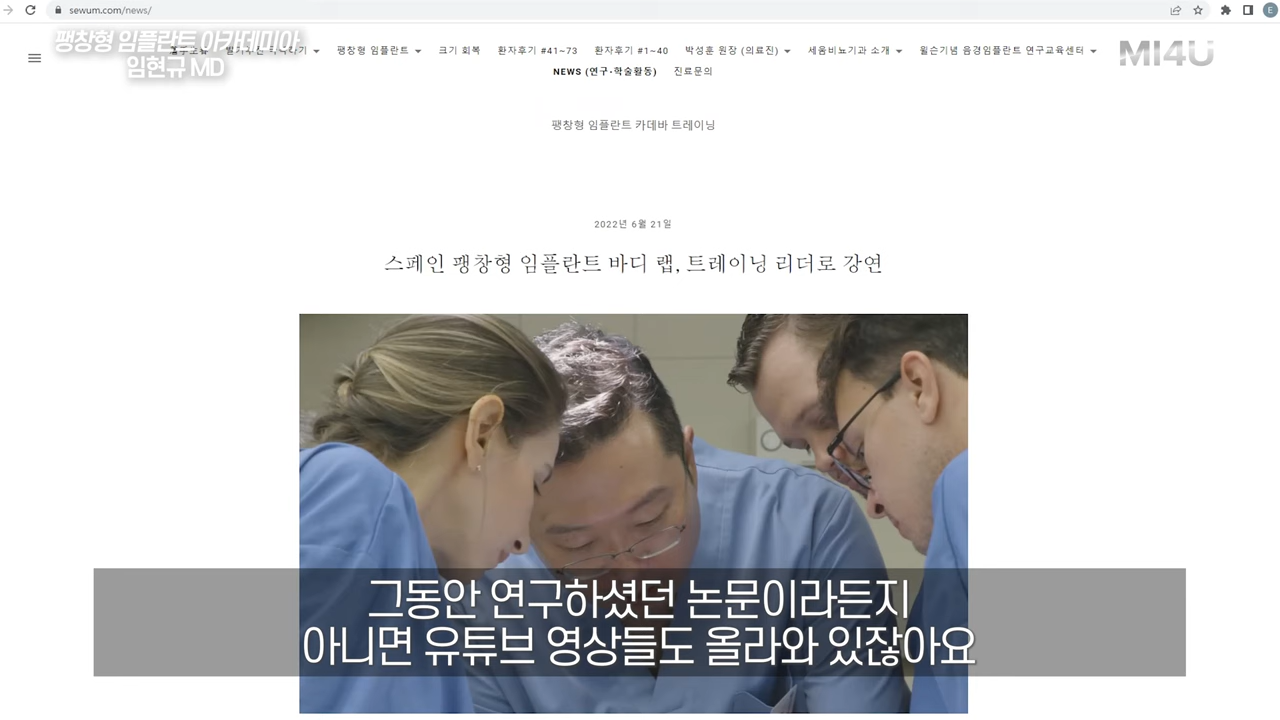 sewum.com/news/
E
팽창형 임플란트 아카데미아
임현규 MD
팽창형 임플란트
크기 회복
환자후기 #41~73
환자후기 #1~40
박성훈 원장 (의료진)
세움비뇨기과 소개
윌슨기념 음경임플란트 연구교육센터
MI4U
NEWS (연구·학술활동)
진료문의
팽창형 임플란트 카데바 트레이닝
2022년 6월 21일
스페인 팽창형 임플란트 바디 랩, 트레이닝 리더로 강연
그동안 연구하셨던 논문이라든지
아니면 유튜브 영상들도 올라와 있잖아요